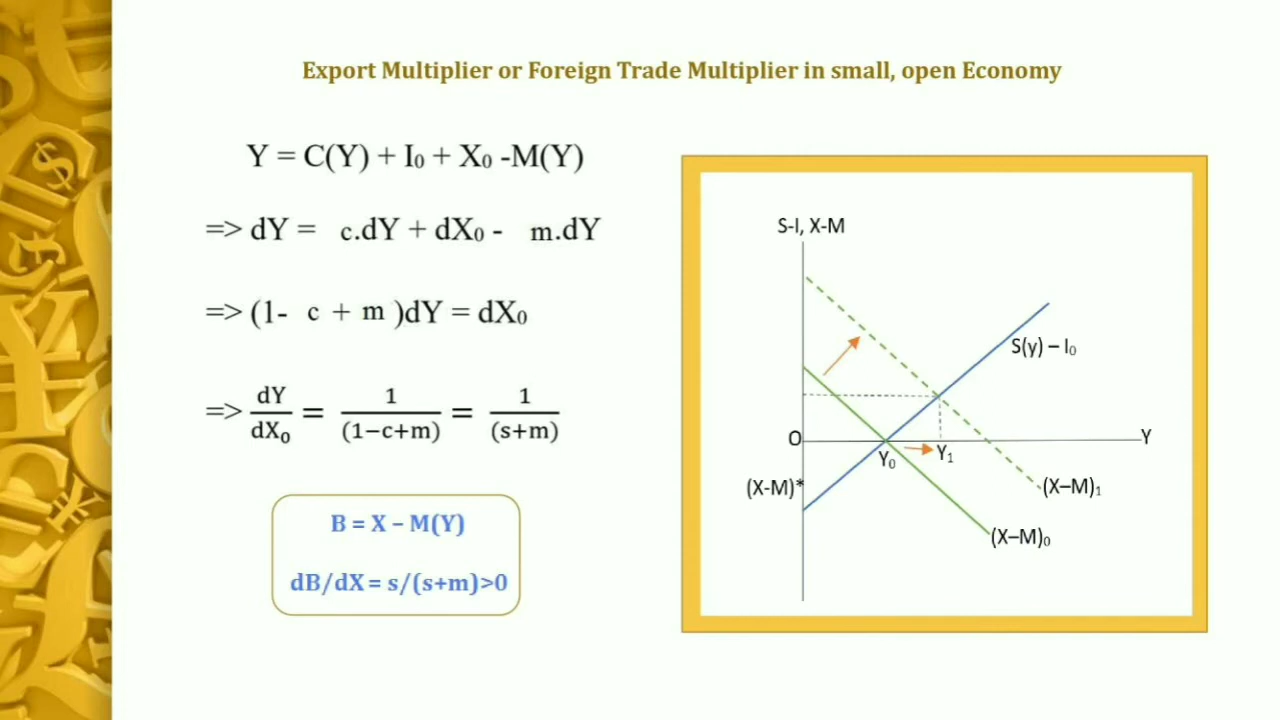 Export Multiplier or Foreign Trade Multiplier in small, open Economy
Y = C(Y) + I₀ + X₀ -M(Y)
=> dY = c.dY + dX₀ - m.dY
=> (1- c + m )dY = dX₀
=> dY/dX₀ = 1/(1−c+m) = 1/(s+m)
B = X – M(Y)
dB/dX = s/(s+m)>0
S-I, X-M
S(y) – I₀
O
Y
Y₀
Y₁
(X-M)*
(X–M)₁
(X–M)₀